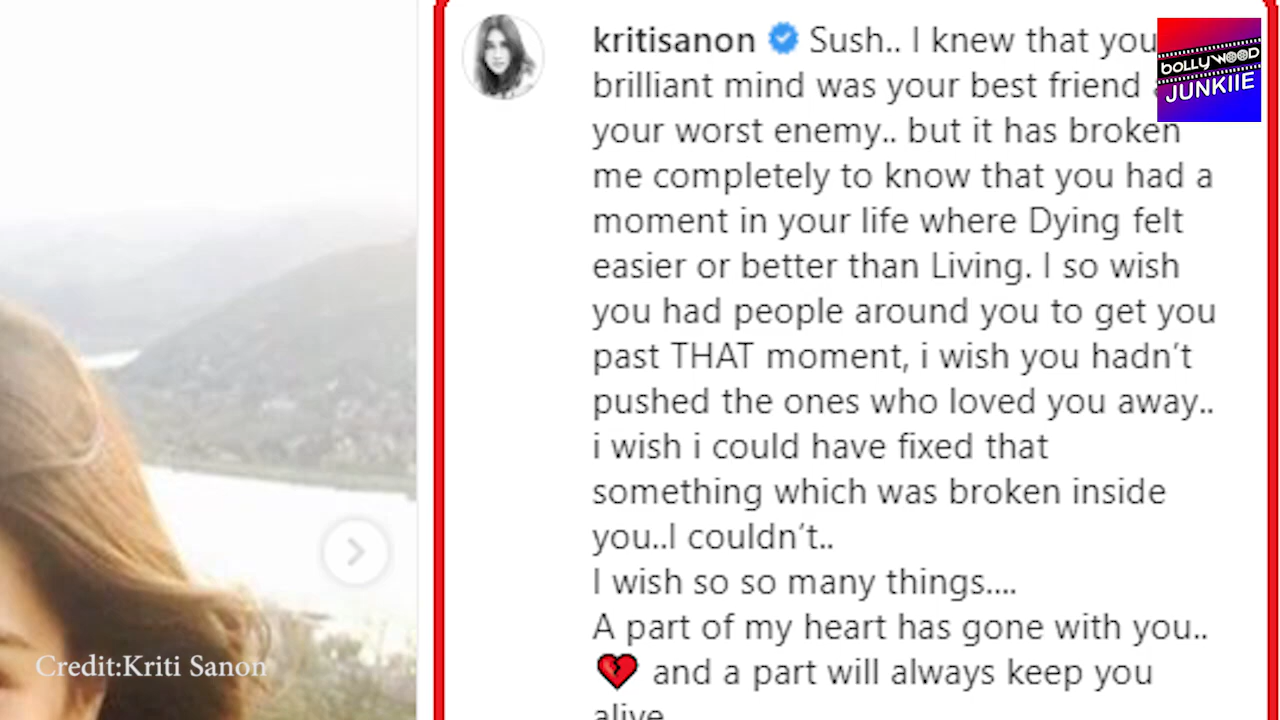 kritisanon Sush.. I knew that you
brilliant mind was your best friend
your worst enemy.. but it has broken
me completely to know that you had a
moment in your life where Dying felt
easier or better than Living. I so wish
you had people around you to get you
past THAT moment, i wish you hadn't
pushed the ones who loved you away..
i wish i could have fixed that
something which was broken inside
you..I couldn't..
I wish so so many things....
A part of my heart has gone with you..
💔 and a part will always keep you
alive
bollywood
JUNKIIE
Credit:Kriti Sanon